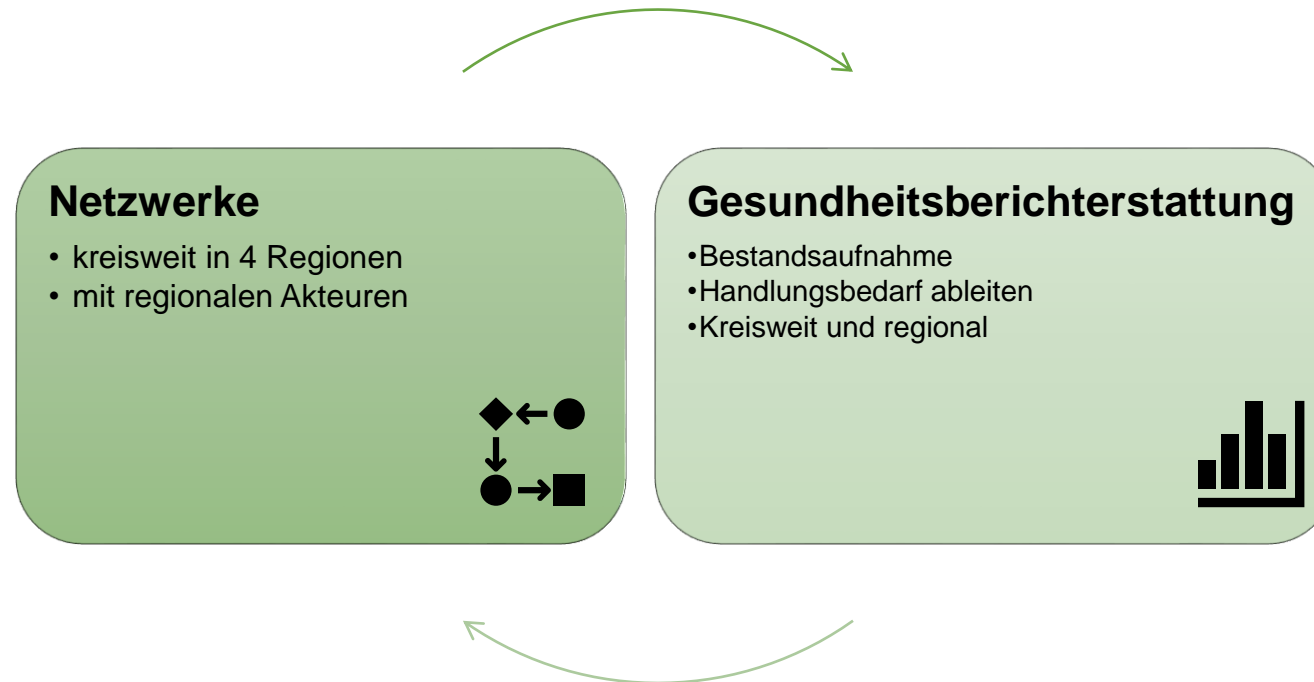 Netzwerke
• kreisweit in 4 Regionen
• mit regionalen Akteuren
Gesundheitsberichterstattung
•Bestandsaufnahme
•Handlungsbedarf ableiten
•Kreisweit und regional